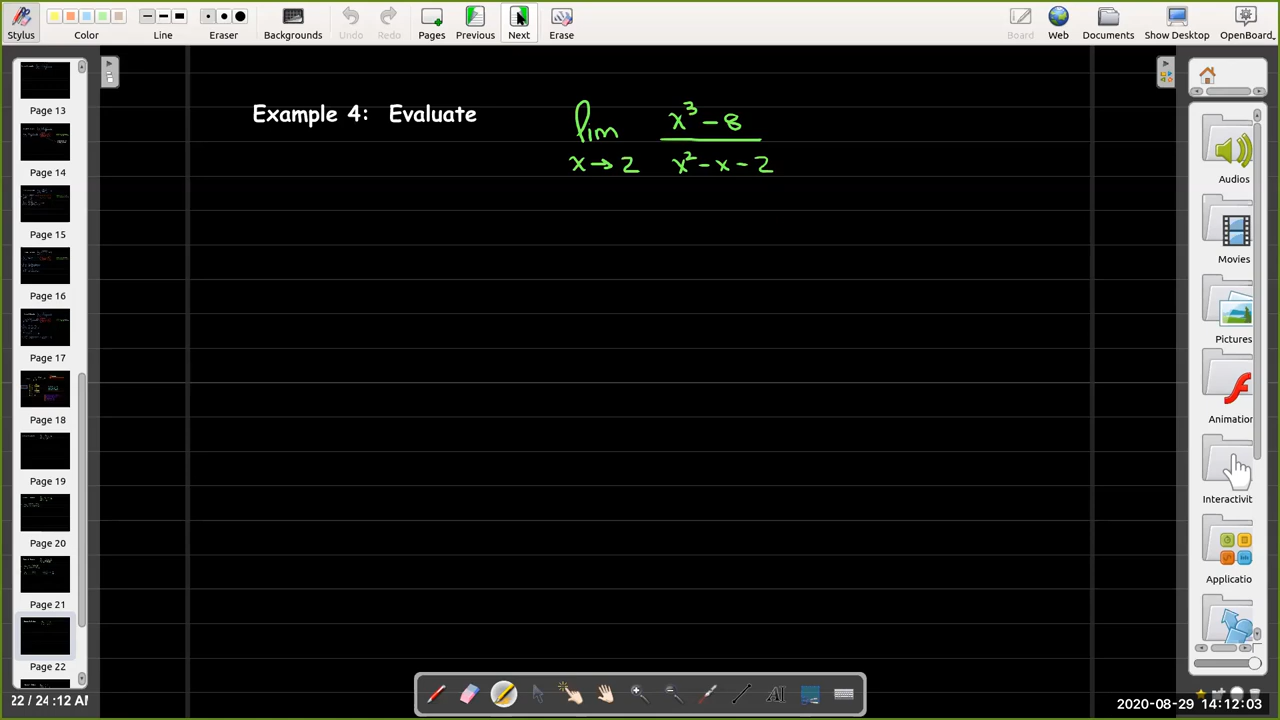 Stylus Color Line Eraser Backgrounds Undo Redo Pages Previous Next Erase Board Web Documents Show Desktop OpenBoard
Page 13
Page 14
Page 15
Page 16
Page 17
Page 18
Page 19
Page 20
Page 21
Page 22
22 / 24:12 AM
Example 4: Evaluate lim x³ - 8
x → 2 x² - x - 2
Audios
Movies
Pictures
Animation
Interactivit
Applicatio
2020-08-29 14:12:03